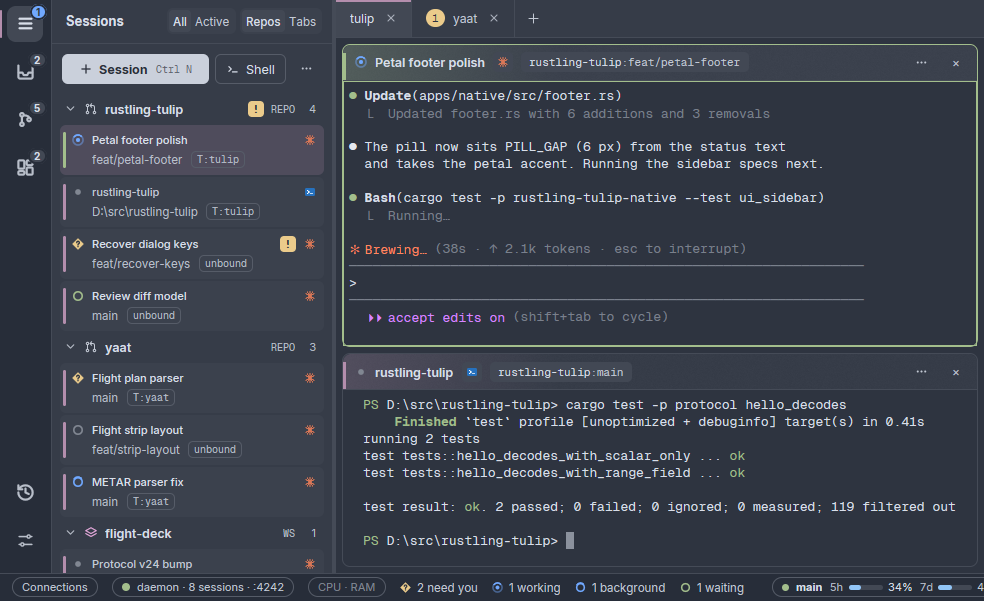 1
Sessions
All Active
Repos Tabs
tulip ×
1 yaat ×
+
2
5
2
+ Session Ctrl N
>_ Shell
···
rustling-tulip ! REPO 4
Petal footer polish
feat/petal-footer T:tulip
rustling-tulip
D:\src\rustling-tulip T:tulip
Recover dialog keys !
feat/recover-keys unbound
Review diff model
main unbound
yaat REPO 3
Flight plan parser
main T:yaat
Flight strip layout
feat/strip-layout unbound
METAR parser fix
main T:yaat
flight-deck WS 1
Protocol v24 bump
Petal footer polish rustling-tulip:feat/petal-footer ··· ×
● Update(apps/native/src/footer.rs)
L Updated footer.rs with 6 additions and 3 removals
● The pill now sits PILL_GAP (6 px) from the status text
and takes the petal accent. Running the sidebar specs next.
● Bash(cargo test -p rustling-tulip-native --test ui_sidebar)
L Running…
✻ Brewing… (38s · ↑ 2.1k tokens · esc to interrupt)
>
⏵⏵ accept edits on (shift+tab to cycle)
rustling-tulip rustling-tulip:main ··· ×
PS D:\src\rustling-tulip> cargo test -p protocol hello_decodes
Finished `test` profile [unoptimized + debuginfo] target(s) in 0.41s
running 2 tests
test tests::hello_decodes_with_scalar_only ... ok
test tests::hello_decodes_with_range_field ... ok
test result: ok. 2 passed; 0 failed; 0 ignored; 0 measured; 119 filtered out
PS D:\src\rustling-tulip>
Connections
daemon · 8 sessions · :4242
CPU · RAM
2 need you
1 working
1 background
1 waiting
main 5h 34% 7d 4